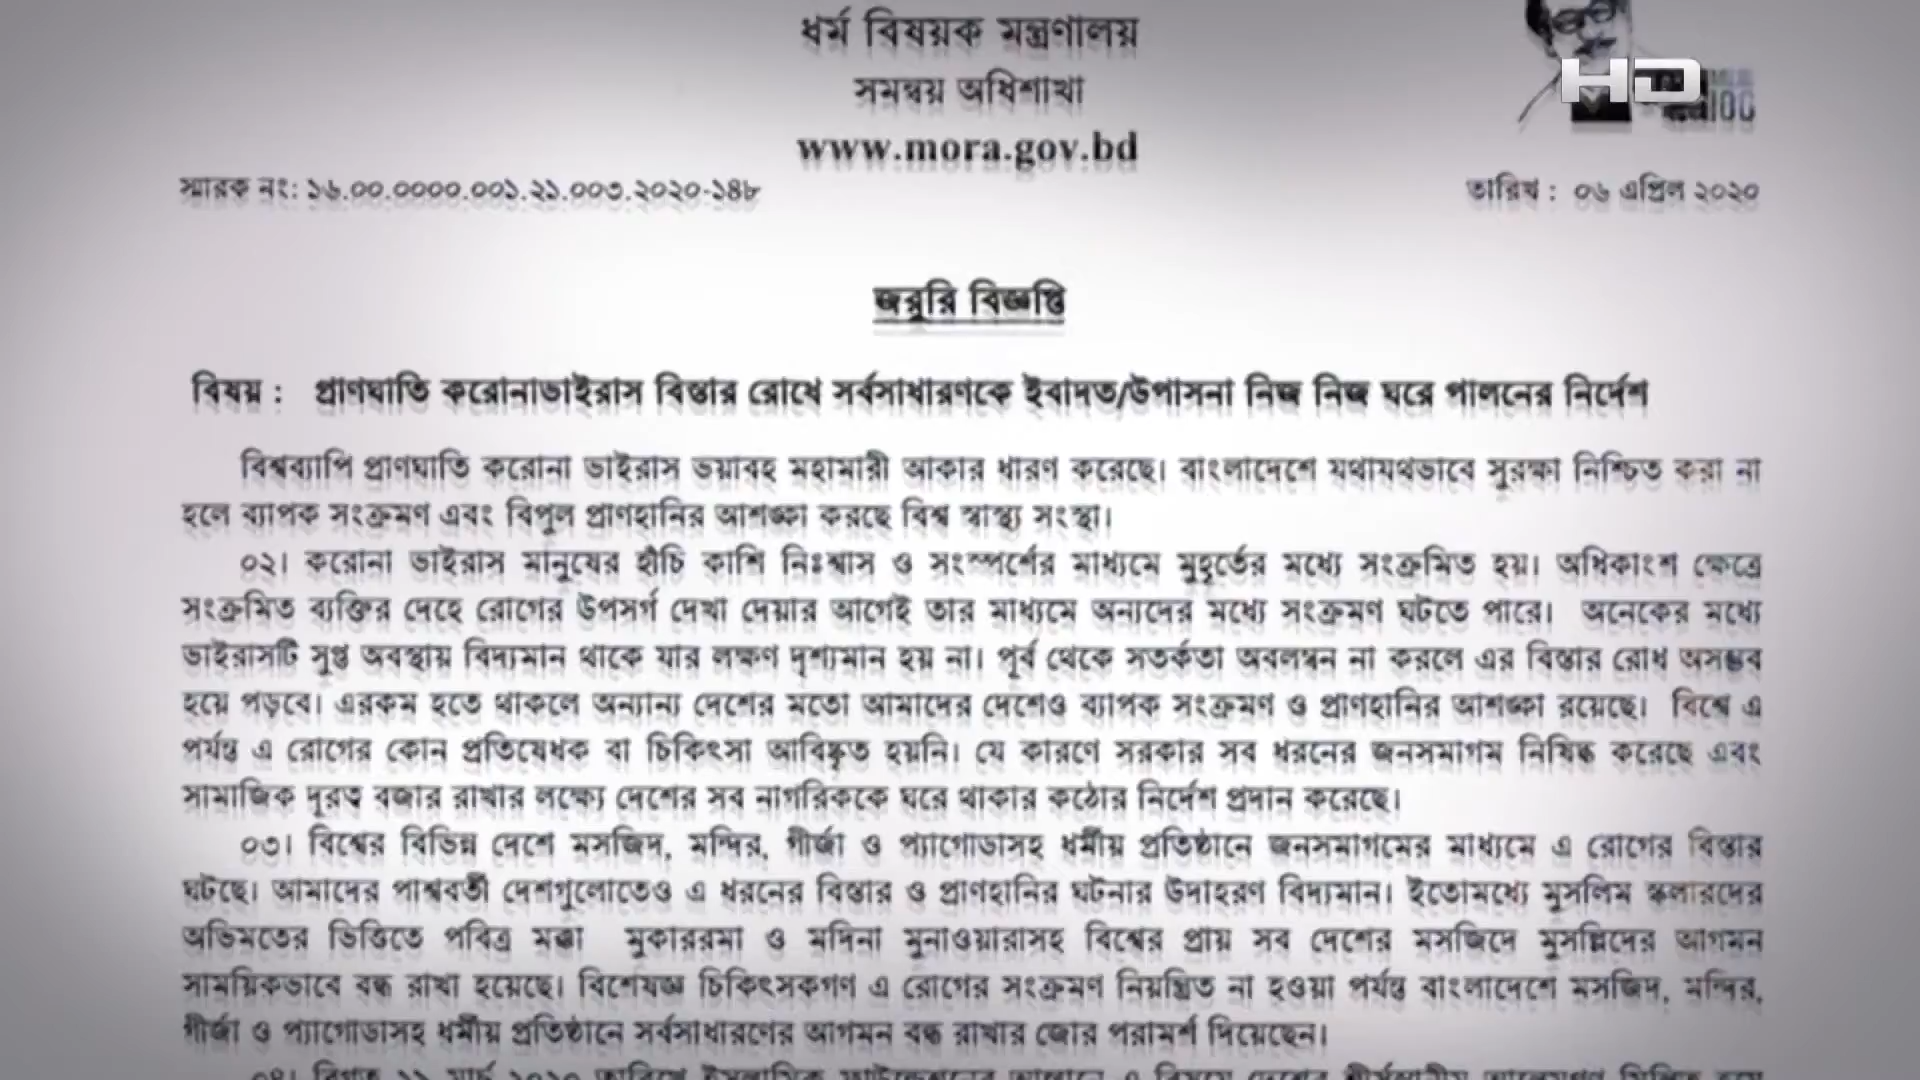 ধর্ম বিষয়ক মন্ত্রণালয়
সমন্বয় অধিশাখা
www.mora.gov.bd
HD
স্মারক নং: ১৬.০০.০০০০.০০১.২১.০০৩.২০২০-১৪৮
তারিখ : ০৬ এপ্রিল ২০২০
জরুরি বিজ্ঞপ্তি
বিষয় : প্রাণঘাতি করোনাভাইরাস বিস্তার রোধে সর্বসাধারণকে ইবাদত/উপাসনা নিজ নিজ ঘরে পালনের নির্দেশ
বিশ্বব্যাপি প্রাণঘাতি করোনা ভাইরাস ভয়াবহ মহামারী আকার ধারণ করেছে। বাংলাদেশে যথাযথভাবে সুরক্ষা নিশ্চিত করা না
হলে ব্যাপক সংক্রমণ এবং বিপুল প্রাণহানির আশঙ্কা করছে বিশ্ব স্বাস্থ্য সংস্থা।
০২। করোনা ভাইরাস মানুষের হাঁচি কাশি নিঃশ্বাস ও সংস্পর্শের মাধ্যমে মুহূর্তের মধ্যে সংক্রমিত হয়। অধিকাংশ ক্ষেত্রে
সংক্রমিত ব্যক্তির দেহে রোগের উপসর্গ দেখা দেয়ার আগেই তার মাধ্যমে অন্যদের মধ্যে সংক্রমণ ঘটতে পারে। অনেকের মধ্যে
ভাইরাসটি সুপ্ত অবস্থায় বিদ্যমান থাকে যার লক্ষণ দৃশ্যমান হয় না। পূর্ব থেকে সতর্কতা অবলম্বন না করলে এর বিস্তার রোধ অসম্ভব
হয়ে পড়বে। এরকম হতে থাকলে অন্যান্য দেশের মতো আমাদের দেশেও ব্যাপক সংক্রমণ ও প্রাণহানির আশঙ্কা রয়েছে। বিশ্বে এ
পর্যন্ত এ রোগের কোন প্রতিষেধক বা চিকিৎসা আবিষ্কৃত হয়নি। যে কারণে সরকার সব ধরনের জনসমাগম নিষিদ্ধ করেছে এবং
সামাজিক দূরত্ব বজার রাখার লক্ষ্যে দেশের সব নাগরিককে ঘরে থাকার কঠোর নির্দেশ প্রদান করেছে।
০৩। বিশ্বের বিভিন্ন দেশে মসজিদ, মন্দির, গীর্জা ও প্যাগোডাসহ ধর্মীয় প্রতিষ্ঠানে জনসমাগমের মাধ্যমে এ রোগের বিস্তার
ঘটছে। আমাদের পার্শ্ববর্তী দেশগুলোতেও এ ধরনের বিস্তার ও প্রাণহানির ঘটনার উদাহরণ বিদ্যমান। ইতোমধ্যে মুসলিম স্কলারদের
অভিমতের ভিত্তিতে পবিত্র মক্কা মুকাররমা ও মদিনা মুনাওয়ারাসহ বিশ্বের প্রায় সব দেশের মসজিদে মুসল্লিদের আগমন
সাময়িকভাবে বন্ধ রাখা হয়েছে। বিশেষজ্ঞ চিকিৎসকগণ এ রোগের সংক্রমণ নিয়ন্ত্রিত না হওয়া পর্যন্ত বাংলাদেশে মসজিদ, মন্দির,
গীর্জা ও প্যাগোডাসহ ধর্মীয় প্রতিষ্ঠানে সর্বসাধারণের আগমন বন্ধ রাখার জোর পরামর্শ দিয়েছেন।